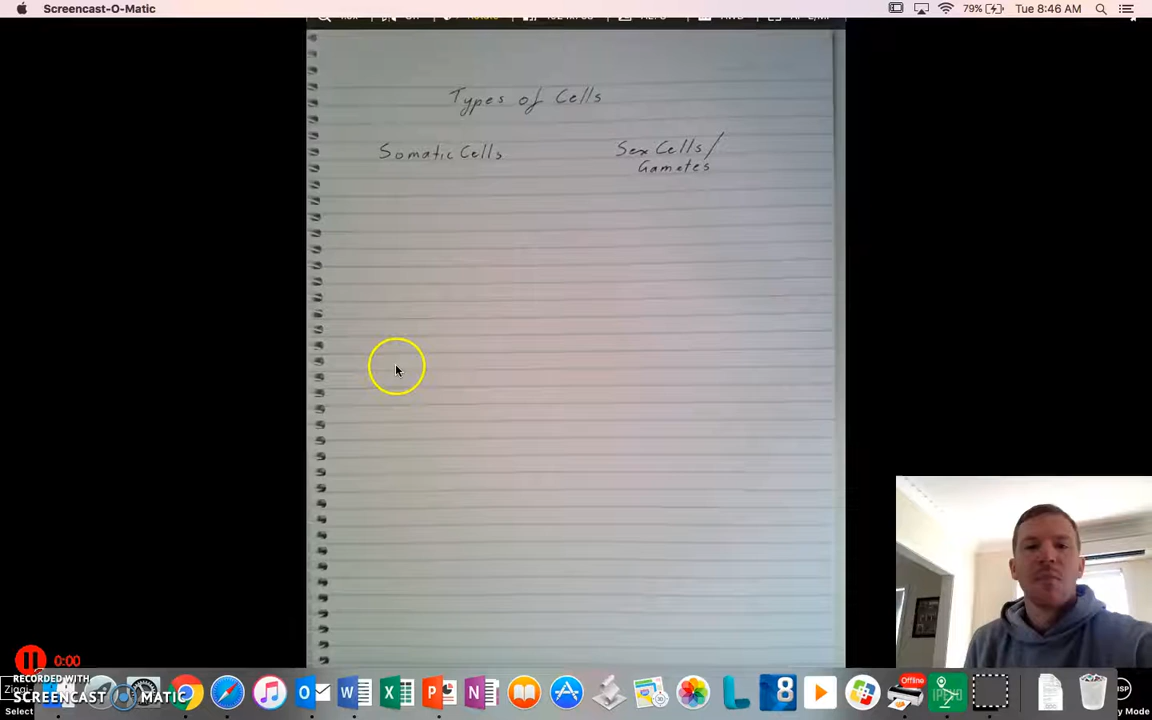 Screencast-O-Matic
79%
Tue 8:46 AM
Types of Cells
Somatic Cells
Sex Cells/
Gametes
0:00
RECORDED WITH
SCREENCAST O MATIC
Offline